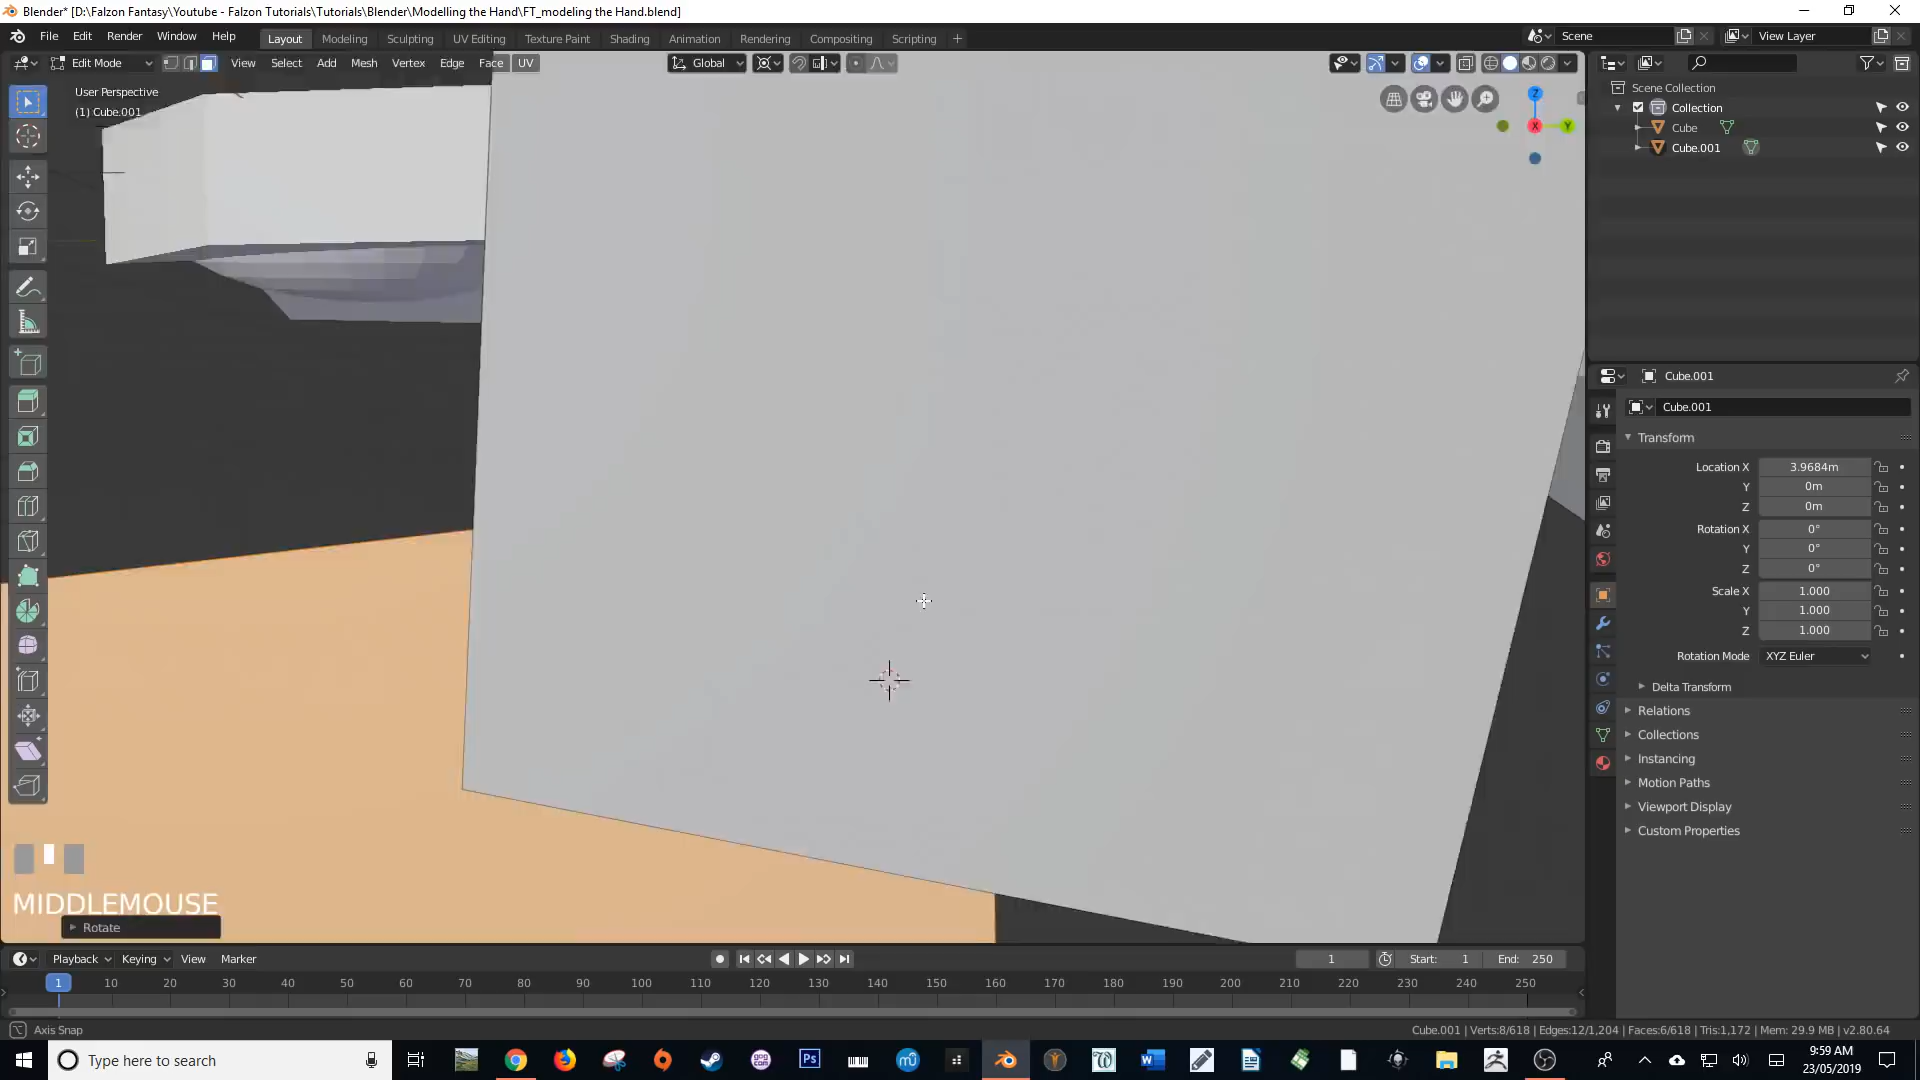 Blender* [D:\Falzon Fantasy\Youtube - Falzon Tutorials\Tutorials\Blender\Modelling the Hand\FT_modeling the Hand.blend]
File Edit Render Window Help Layout Modeling Sculpting UV Editing Texture Paint Shading Animation Rendering Compositing Scripting + Scene View Layer
Edit Mode View Select Add Mesh Vertex Edge Face UV Global
User Perspective
(1) Cube.001
Z
X
Y
Scene Collection
Collection
Cube
Cube.001
Cube.001
Cube.001
Transform
Location X 3.9684m
Y 0m
Z 0m
Rotation X 0°
Y 0°
Z 0°
Scale X 1.000
Y 1.000
Z 1.000
Rotation Mode XYZ Euler
Delta Transform
Relations
Collections
Instancing
Motion Paths
Viewport Display
Custom Properties
MIDDLEMOUSE
Rotate
Playback Keying View Marker 1 Start: 1 End: 250
1 10 20 30 40 50 60 70 80 90 100 110 120 130 140 150 160 170 180 190 200 210 220 230 240 250
Axis Snap
Cube.001 | Verts:8/618 | Edges:12/1,204 | Faces:6/618 | Tris:1,172 | Mem: 29.9 MB | v2.80.64
Type here to search
9:59 AM
23/05/2019